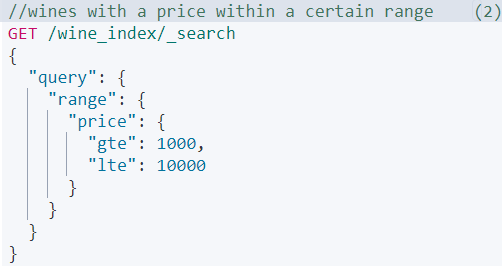 //wines with a price within a certain range (2)
GET /wine_index/_search
{
  "query": {
    "range": {
      "price": {
        "gte": 1000,
        "lte": 10000
      }
    }
  }
}